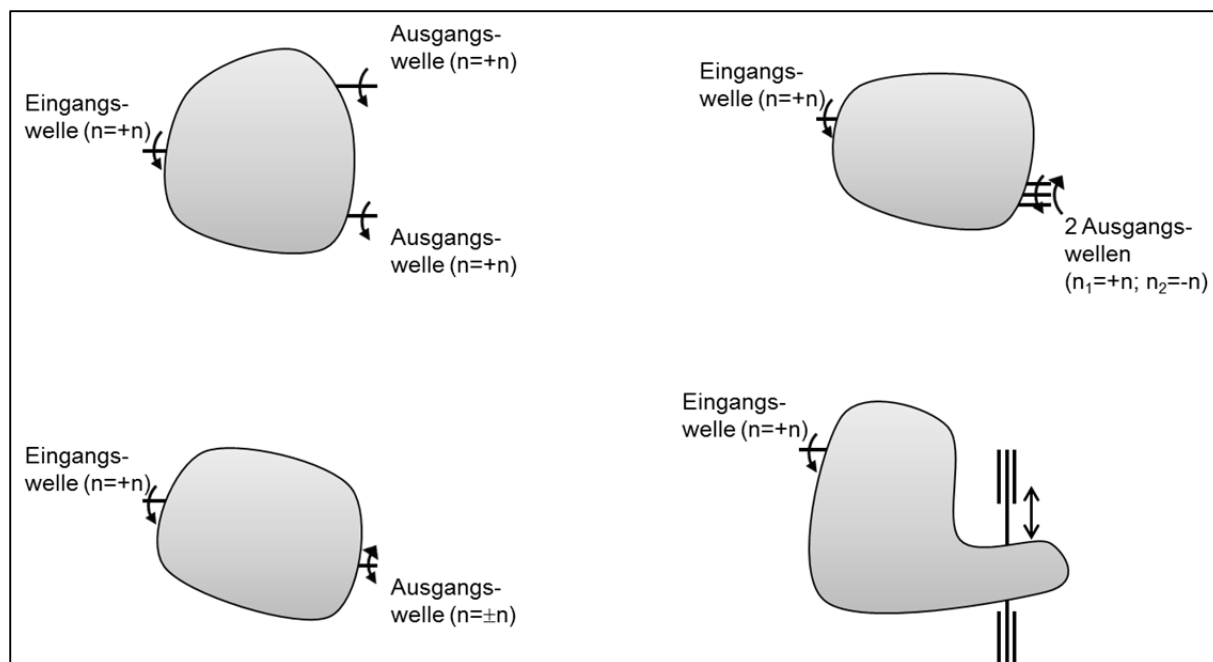 Ausgangs-
welle (n=+n)
Eingangs-
welle (n=+n)
Ausgangs-
welle (n=+n)
Eingangs-
welle (n=+n)
2 Ausgangs-
wellen
(n₁=+n; n₂=-n)
Eingangs-
welle (n=+n)
Ausgangs-
welle (n=±n)
Eingangs-
welle (n=+n)